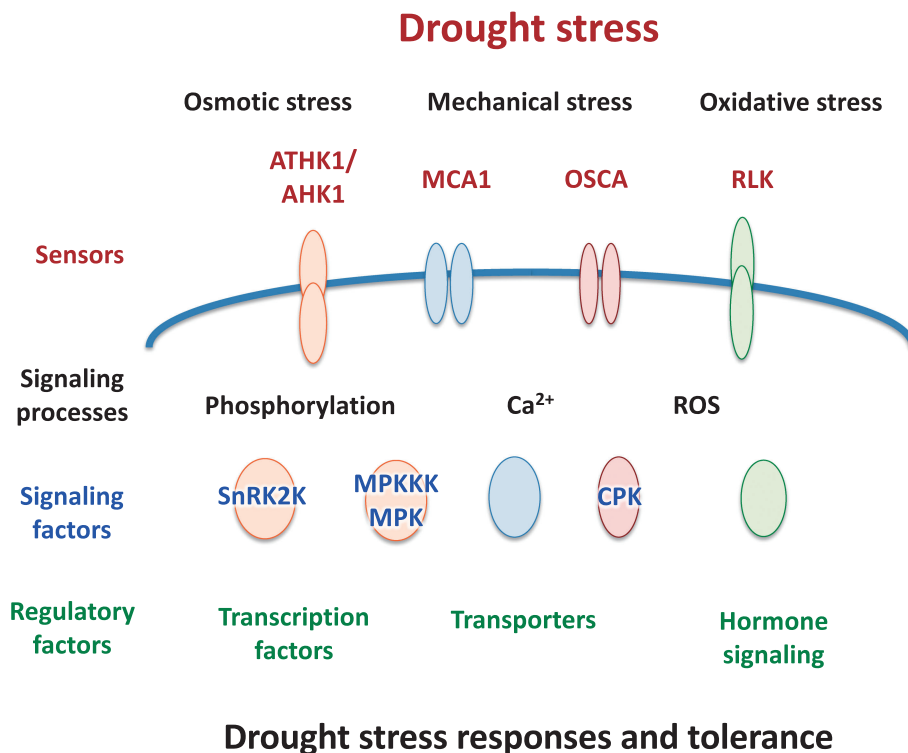 Drought stress
Osmotic stress
Mechanical stress
Oxidative stress
ATHK1/
AHK1
MCA1
OSCA
RLK
Sensors
Signaling
processes
Phosphorylation
Ca²⁺
ROS
Signaling
factors
SnRK2K
MPKKK
MPK
CPK
Regulatory
factors
Transcription
factors
Transporters
Hormone
signaling
Drought stress responses and tolerance